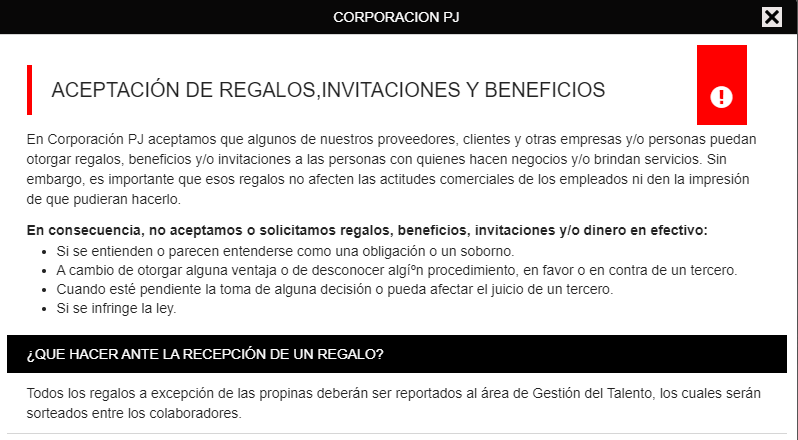 CORPORACION PJ
ACEPTACIÓN DE REGALOS,INVITACIONES Y BENEFICIOS
En Corporación PJ aceptamos que algunos de nuestros proveedores, clientes y otras empresas y/o personas puedan
otorgar regalos, beneficios y/o invitaciones a las personas con quienes hacen negocios y/o brindan servicios. Sin
embargo, es importante que esos regalos no afecten las actitudes comerciales de los empleados ni den la impresión
de que pudieran hacerlo.
En consecuencia, no aceptamos o solicitamos regalos, beneficios, invitaciones y/o dinero en efectivo:
• Si se entienden o parecen entenderse como una obligación o un soborno.
• A cambio de otorgar alguna ventaja o de desconocer algíºn procedimiento, en favor o en contra de un tercero.
• Cuando esté pendiente la toma de alguna decisión o pueda afectar el juicio de un tercero.
• Si se infringe la ley.
¿QUE HACER ANTE LA RECEPCIÓN DE UN REGALO?
Todos los regalos a excepción de las propinas deberán ser reportados al área de Gestión del Talento, los cuales serán
sorteados entre los colaboradores.